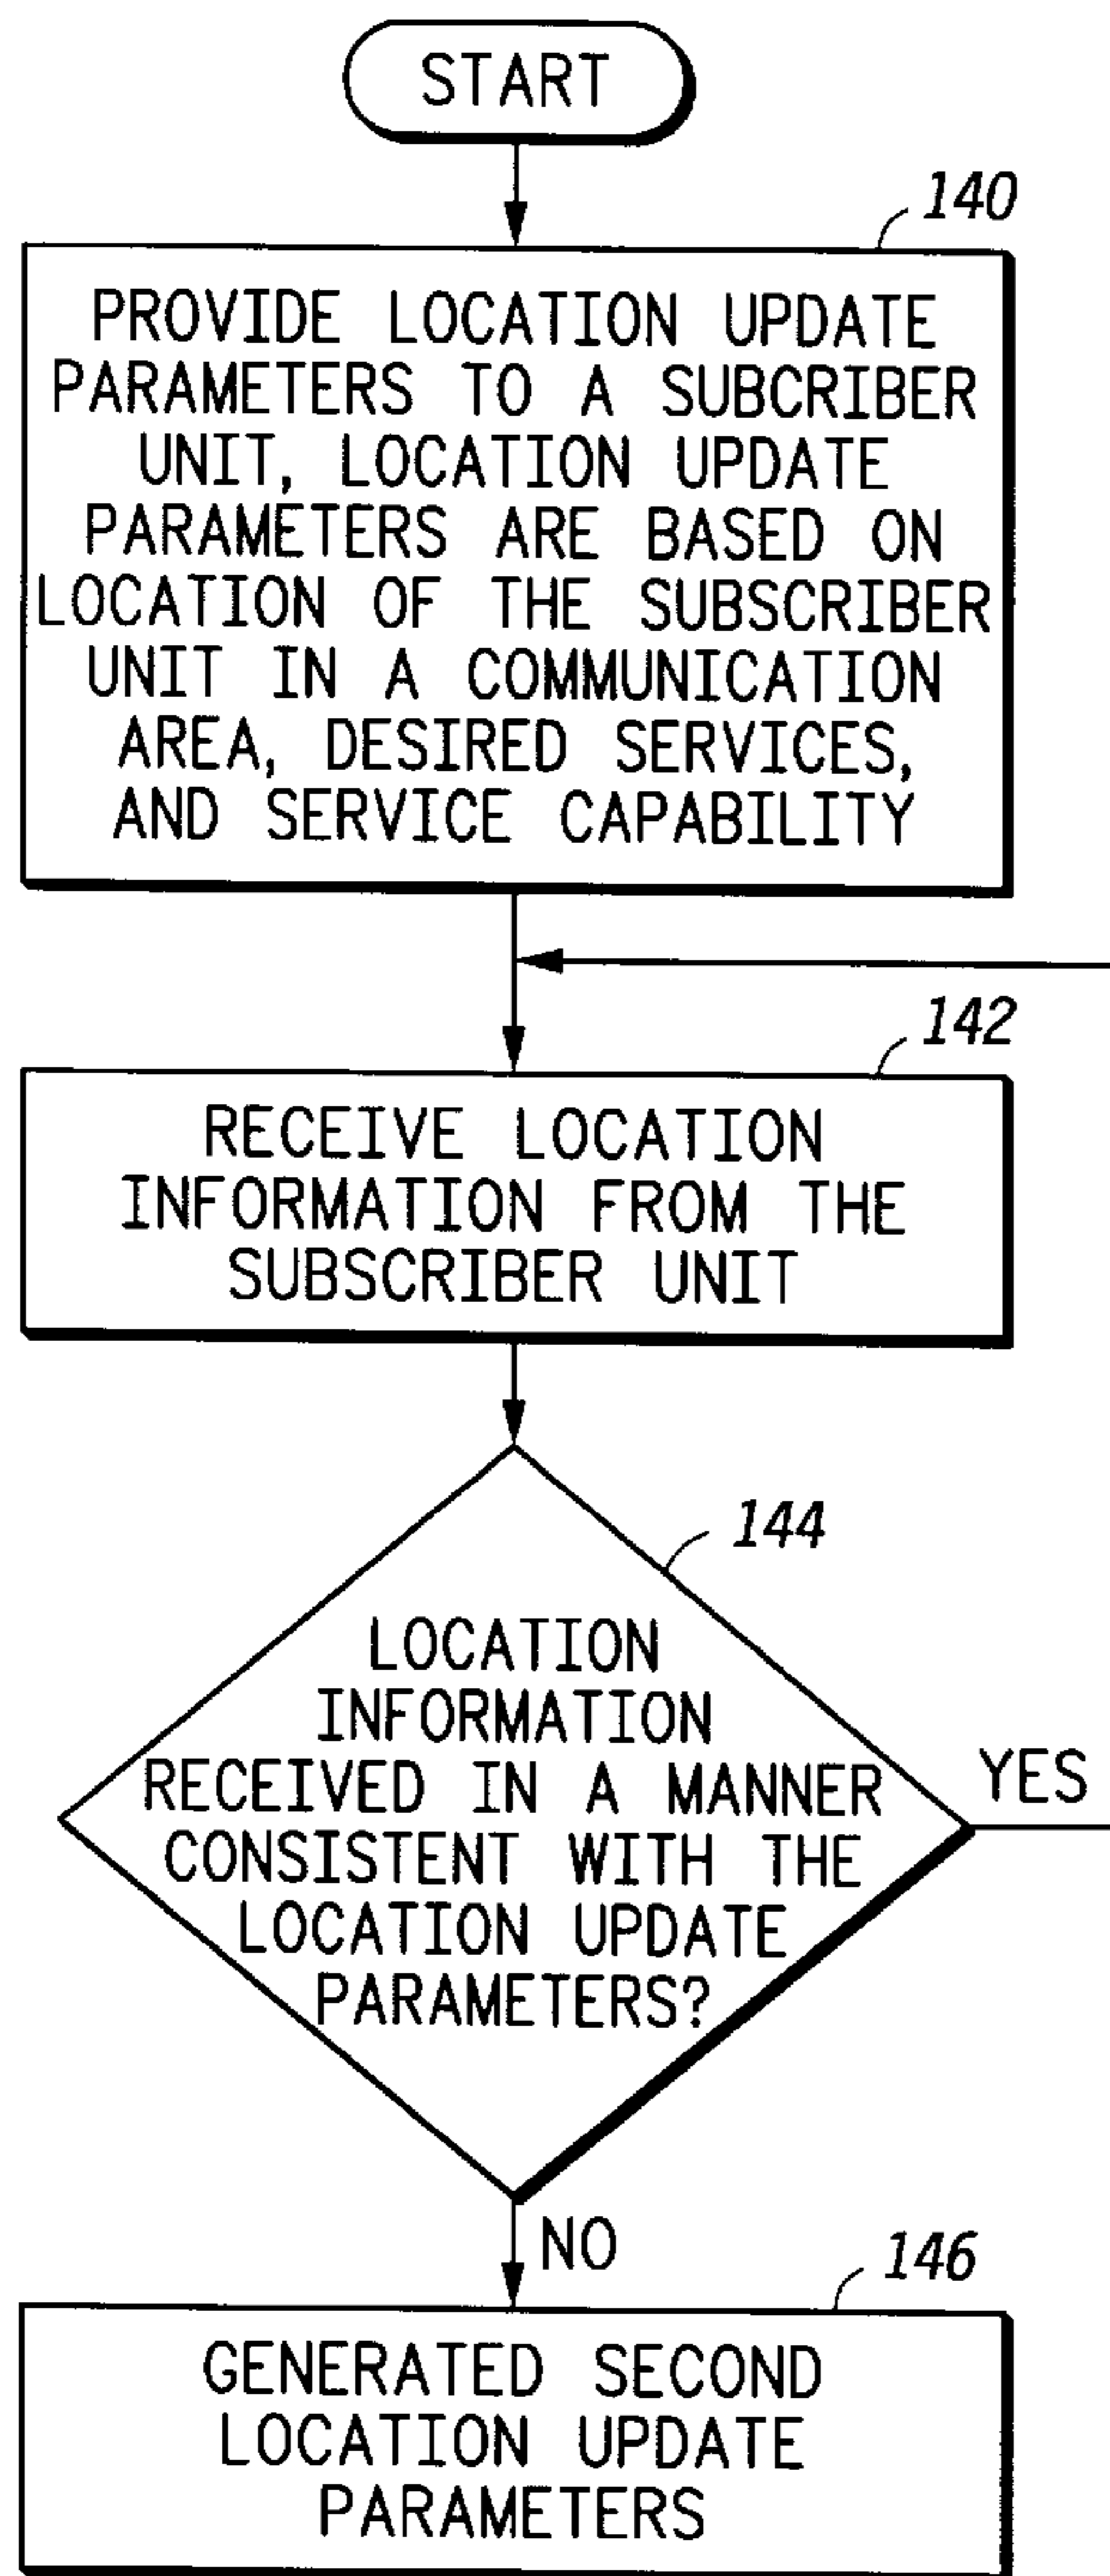 START
140
PROVIDE LOCATION UPDATE
PARAMETERS TO A SUBCRIBER
UNIT, LOCATION UPDATE
PARAMETERS ARE BASED ON
LOCATION OF THE SUBSCRIBER
UNIT IN A COMMUNICATION
AREA, DESIRED SERVICES,
AND SERVICE CAPABILITY
142
RECEIVE LOCATION
INFORMATION FROM THE
SUBSCRIBER UNIT
144
LOCATION
INFORMATION
RECEIVED IN A MANNER
CONSISTENT WITH THE
LOCATION UPDATE
PARAMETERS?
YES
NO
146
GENERATED SECOND
LOCATION UPDATE
PARAMETERS